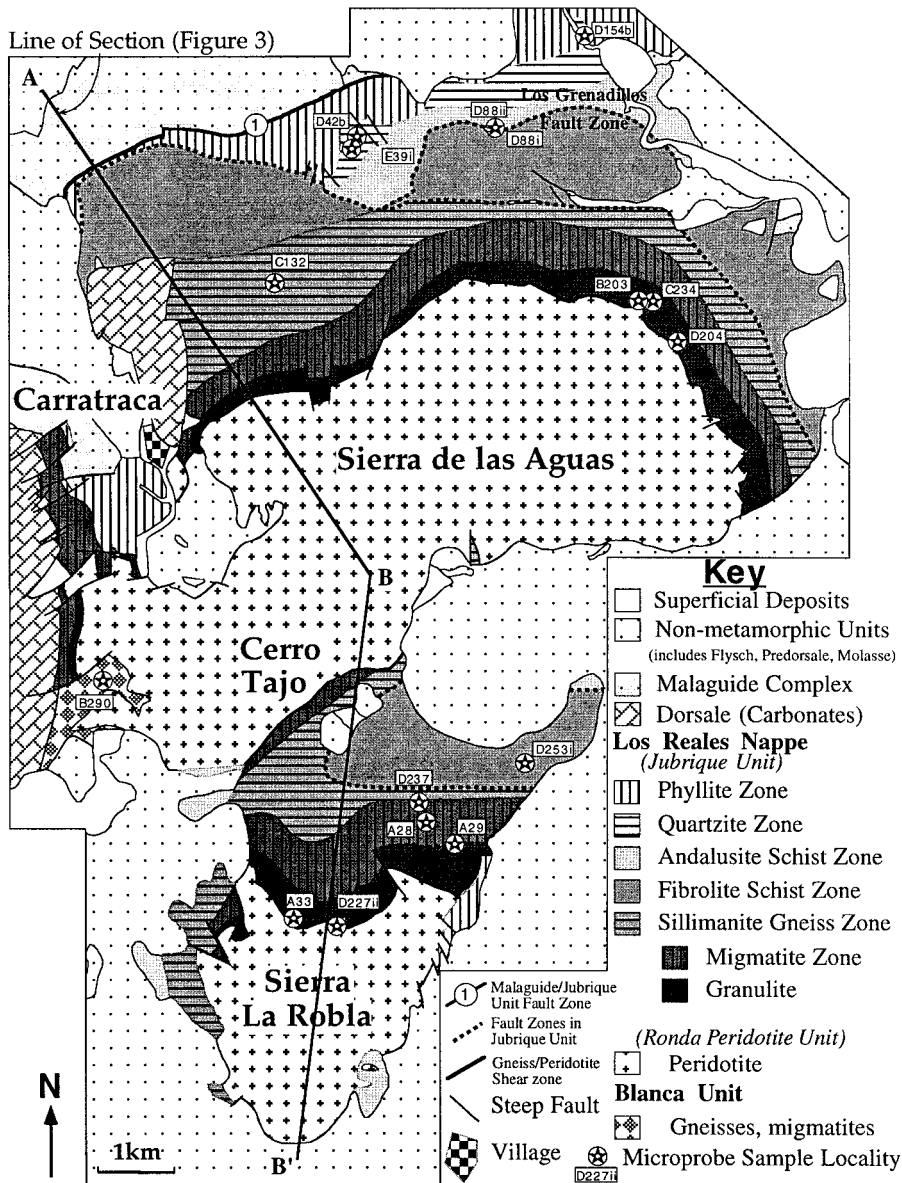 Line of Section (Figure 3)
A
D154b
Los Grenadillos
Fault Zone
D88ii
D88i
1
D42b
E39i
C132
B203
C234
D204
Carratraca
Sierra de las Aguas
B
Cerro
Tajo
B290
D253i
D237
A28
A29
A33
D227ii
Sierra
La Robla
B'
N
1km
Key
Superficial Deposits
Non-metamorphic Units
(includes Flysch, Predorsale, Molasse)
Malaguide Complex
Dorsale (Carbonates)
Los Reales Nappe
(Jubrique Unit)
Phyllite Zone
Quartzite Zone
Andalusite Schist Zone
Fibrolite Schist Zone
Sillimanite Gneiss Zone
Migmatite Zone
Granulite
(Ronda Peridotite Unit)
Peridotite
Blanca Unit
Gneisses, migmatites
Microprobe Sample Locality
D227ii
1
Malaguide/Jubrique
Unit Fault Zone
Fault Zones in
Jubrique Unit
Gneiss/Peridotite
Shear zone
Steep Fault
Village